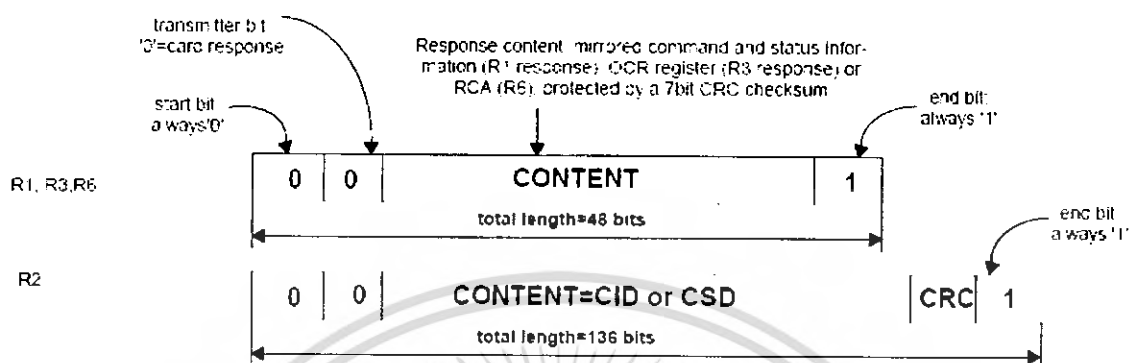 transmitter bit
'0'=card response
Response content: mirrored command and status infor-
mation (R1 response), OCR register (R3 response) or
RCA (R6), protected by a 7bit CRC checksum
start bit
always'0'
end bit:
always '1'
R1, R3,R6
0 0 CONTENT 1
total length=48 bits
end bit
always '1'
R2
0 0 CONTENT=CID or CSD CRC 1
total length=136 bits